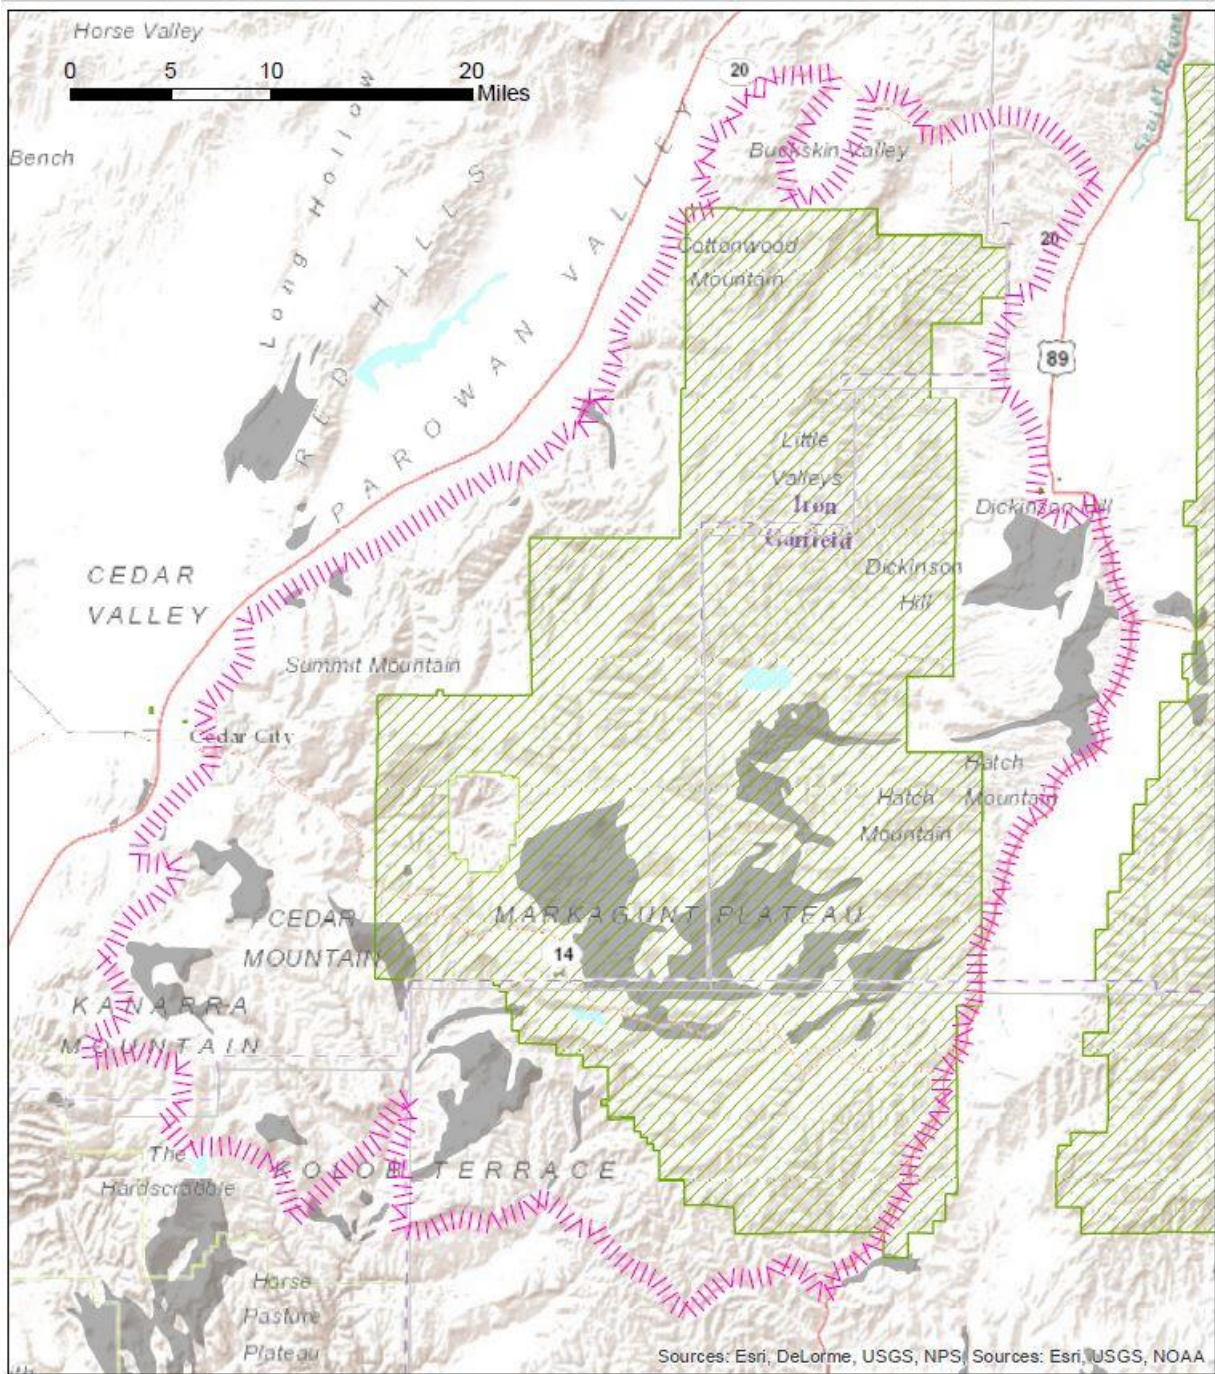 Horse Valley
0 5 10 20
Miles
20
Sevier River
Bench
Long Hollow
RED HILLS
PAROWAN VALLEY
Buckskin Valley
Cottonwood
Mountain
20
89
Little
Valleys
Iron
Garfield
Dickinson Hill
Dickinson
Hill
CEDAR
VALLEY
Summit Mountain
Cedar City
Hatch
Mountain
Hatch
Mountain
CEDAR
MOUNTAIN
MARKAGUNT PLATEAU
14
KANARRA
MOUNTAIN
The
Hardscrabble
KOLOB TERRACE
Horse
Pasture
Plateau
Sources: Esri, DeLorme, USGS, NPS, Sources: Esri, USGS, NOAA